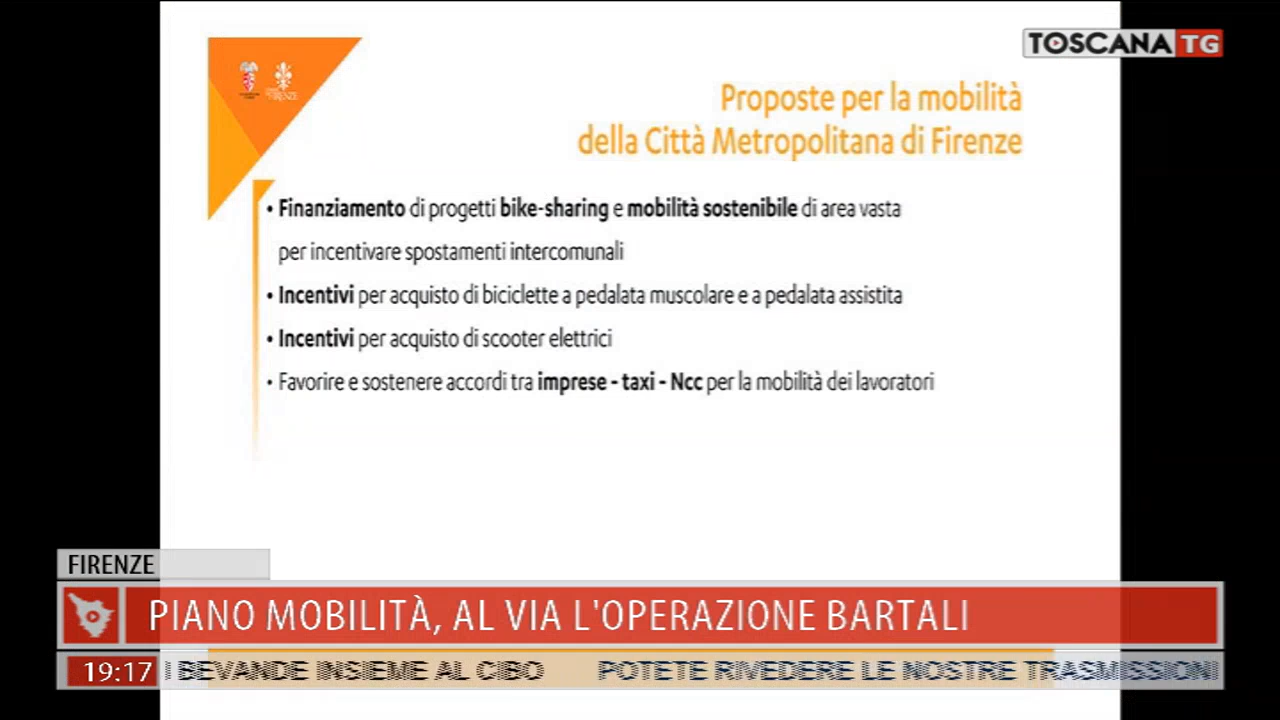 TOSCANA TG
Proposte per la mobilità
della Città Metropolitana di Firenze
• Finanziamento di progetti bike-sharing e mobilità sostenibile di area vasta
per incentivare spostamenti intercomunali
• Incentivi per acquisto di biciclette a pedalata muscolare e a pedalata assistita
• Incentivi per acquisto di scooter elettrici
• Favorire e sostenere accordi tra imprese - taxi - Ncc per la mobilità dei lavoratori
FIRENZE
PIANO MOBILITÀ, AL VIA L'OPERAZIONE BARTALI
19:17 I BEVANDE INSIEME AL CIBO POTETE RIVEDERE LE NOSTRE TRASMISSIONI